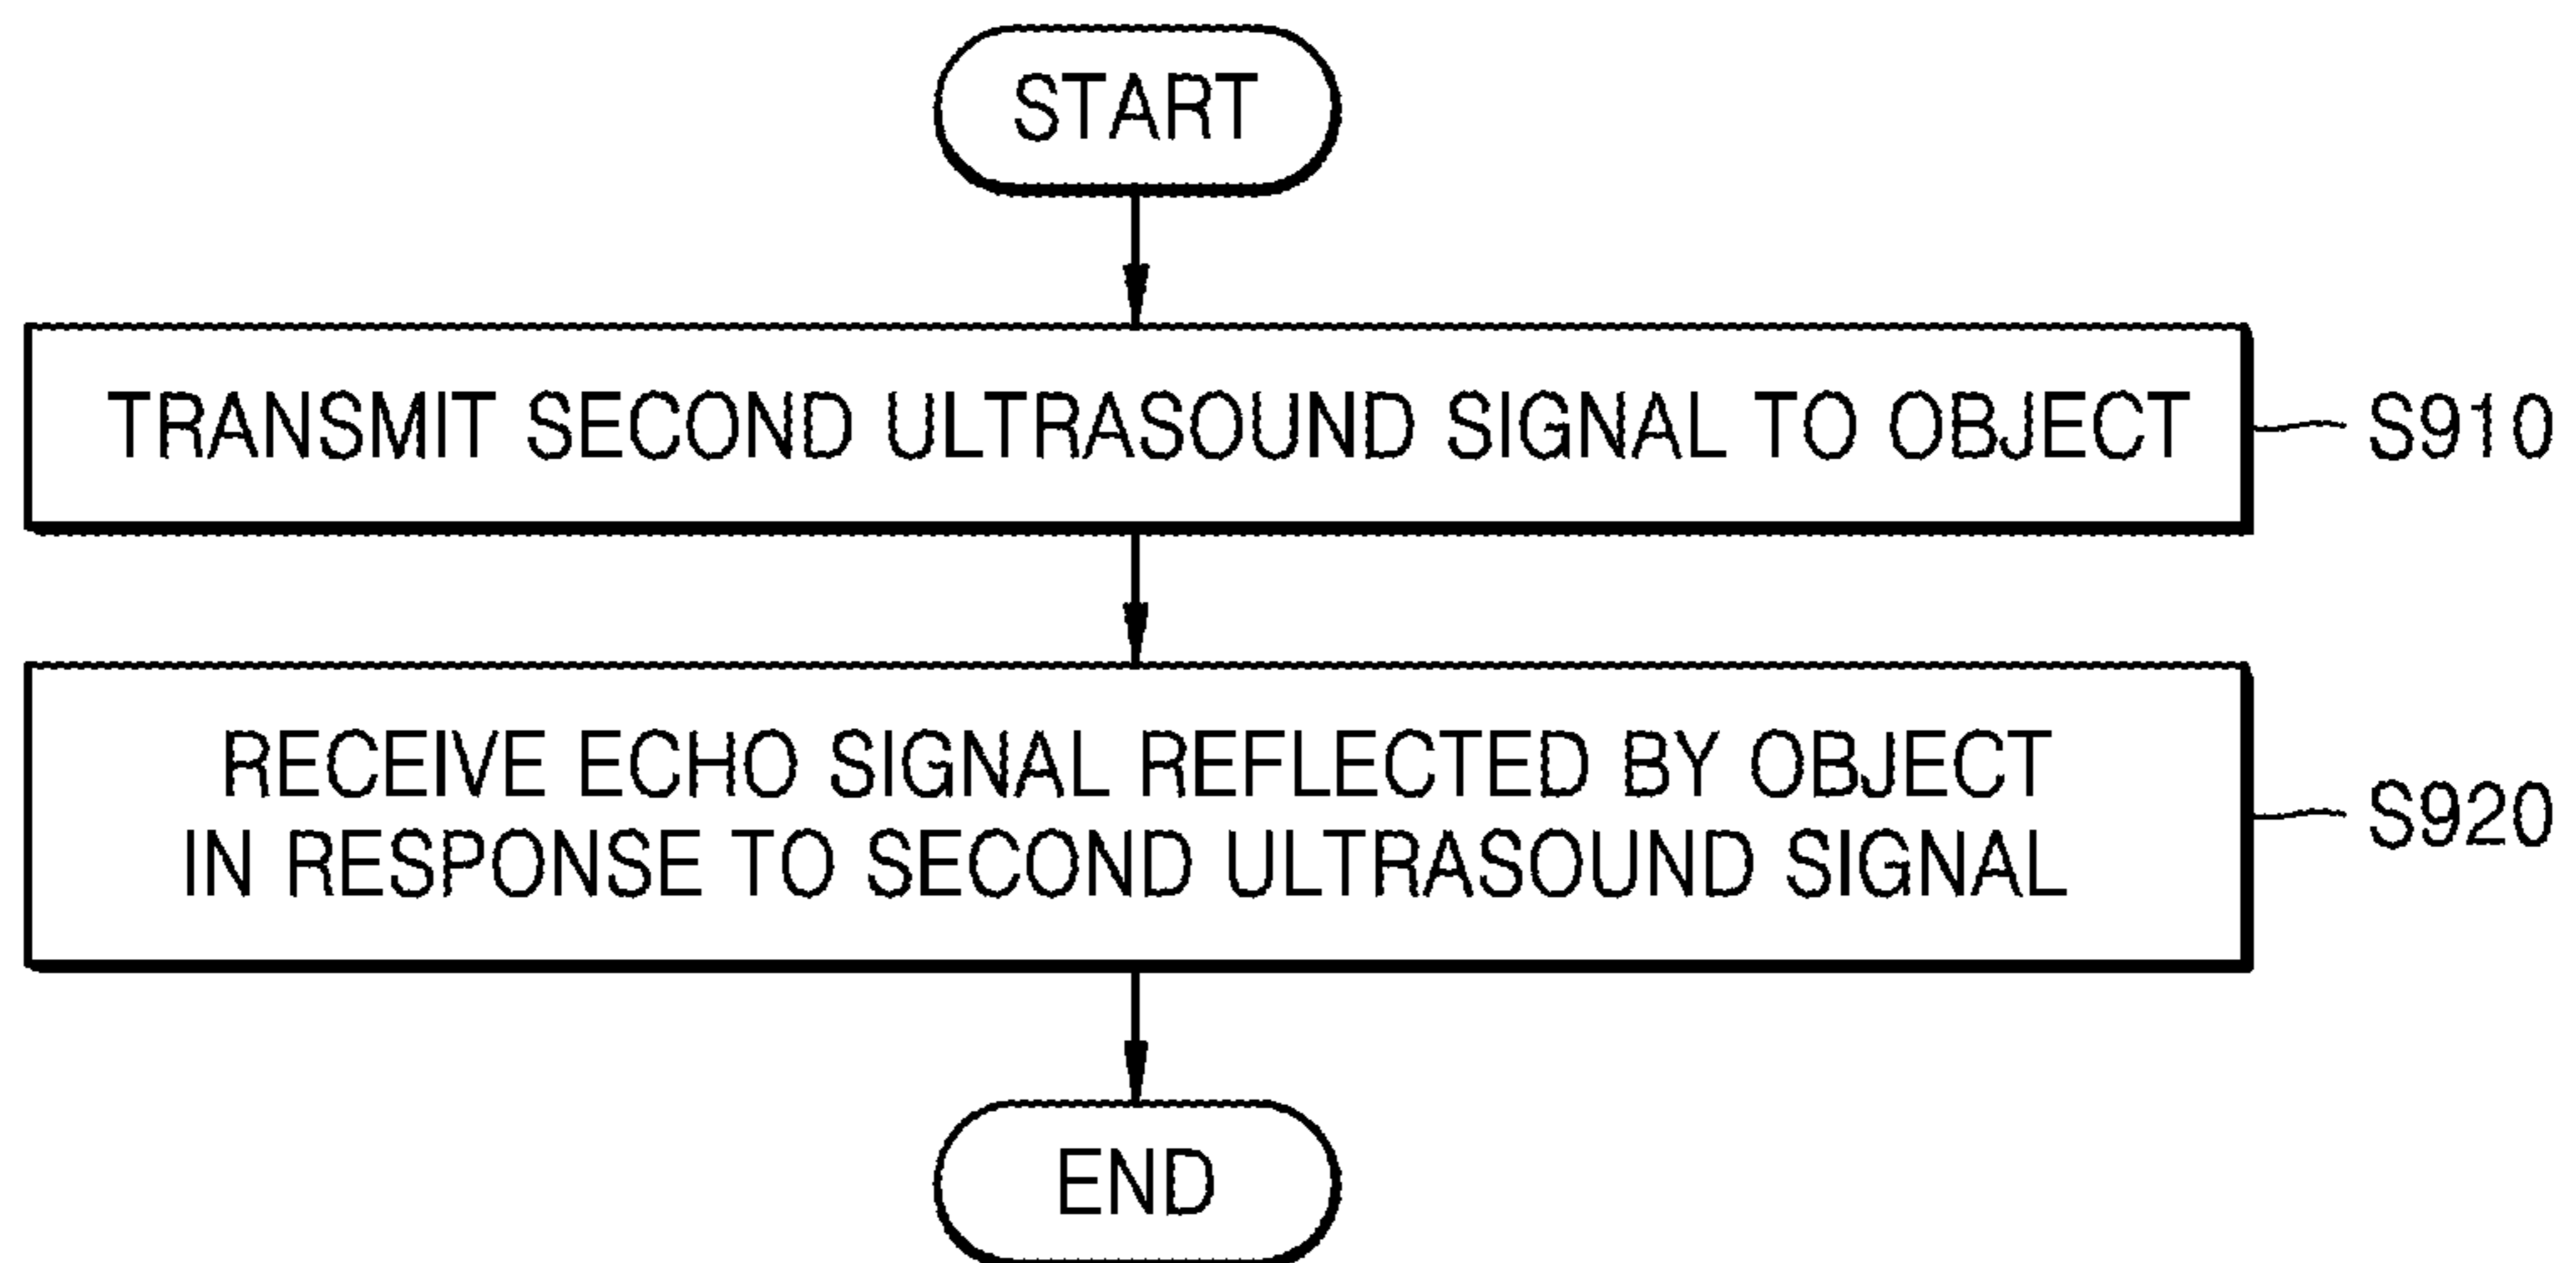 START
TRANSMIT SECOND ULTRASOUND SIGNAL TO OBJECT
S910
RECEIVE ECHO SIGNAL REFLECTED BY OBJECT
IN RESPONSE TO SECOND ULTRASOUND SIGNAL
S920
END